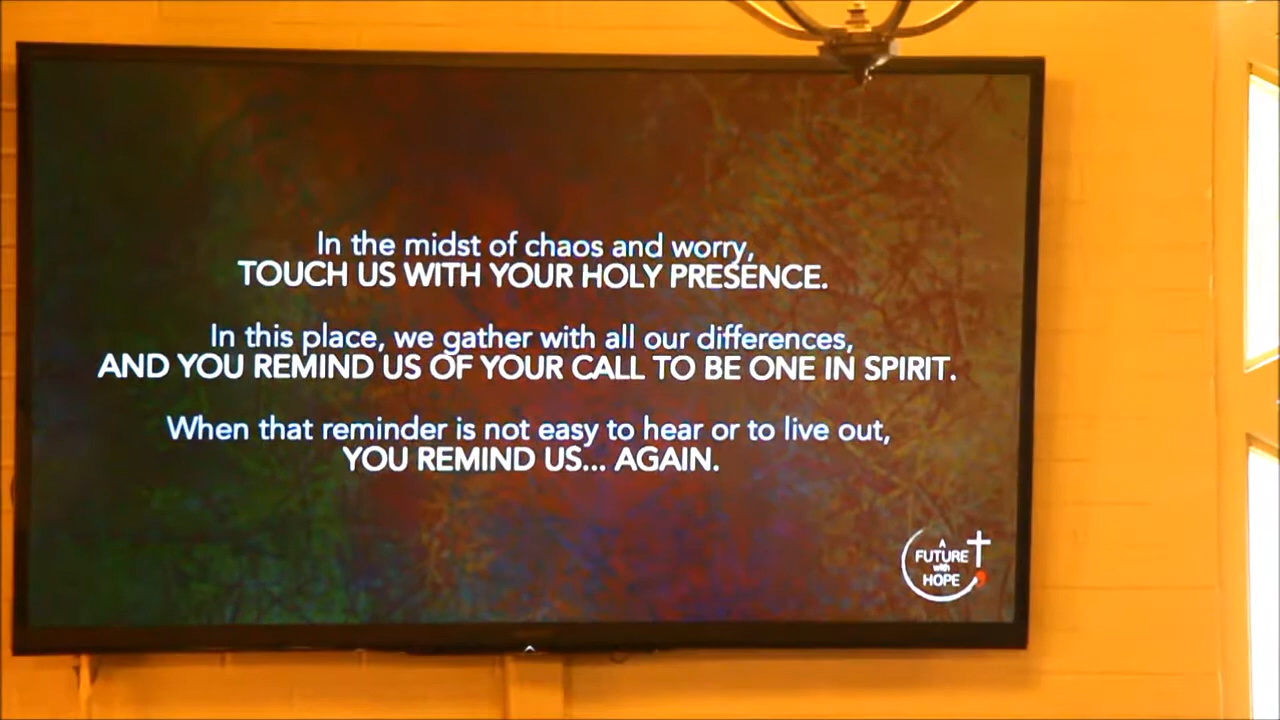 In the midst of chaos and worry,
TOUCH US WITH YOUR HOLY PRESENCE.
In this place, we gather with all our differences,
AND YOU REMIND US OF YOUR CALL TO BE ONE IN SPIRIT.
When that reminder is not easy to hear or to live out,
YOU REMIND US... AGAIN.
A
FUTURE
with
HOPE